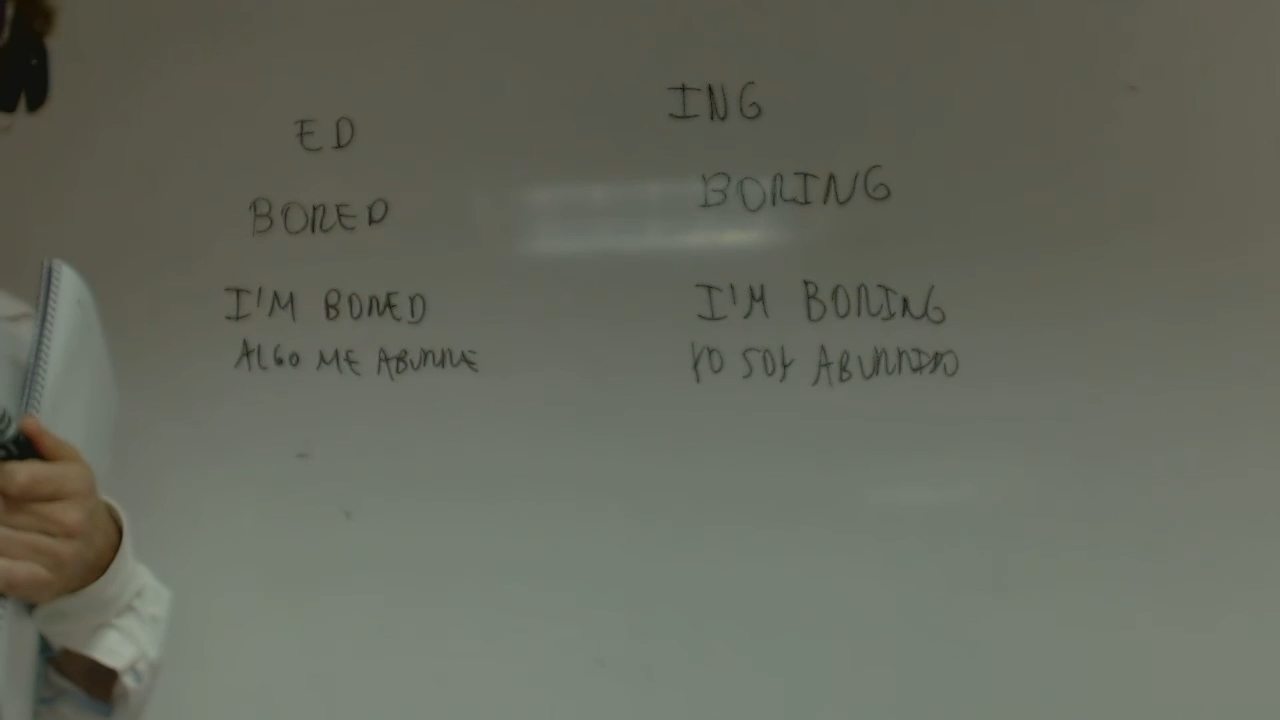 ED
BORED
I'M BORED
ALGO ME ABURRE
ING
BORING
I'M BORING
YO SOY ABURRIDO